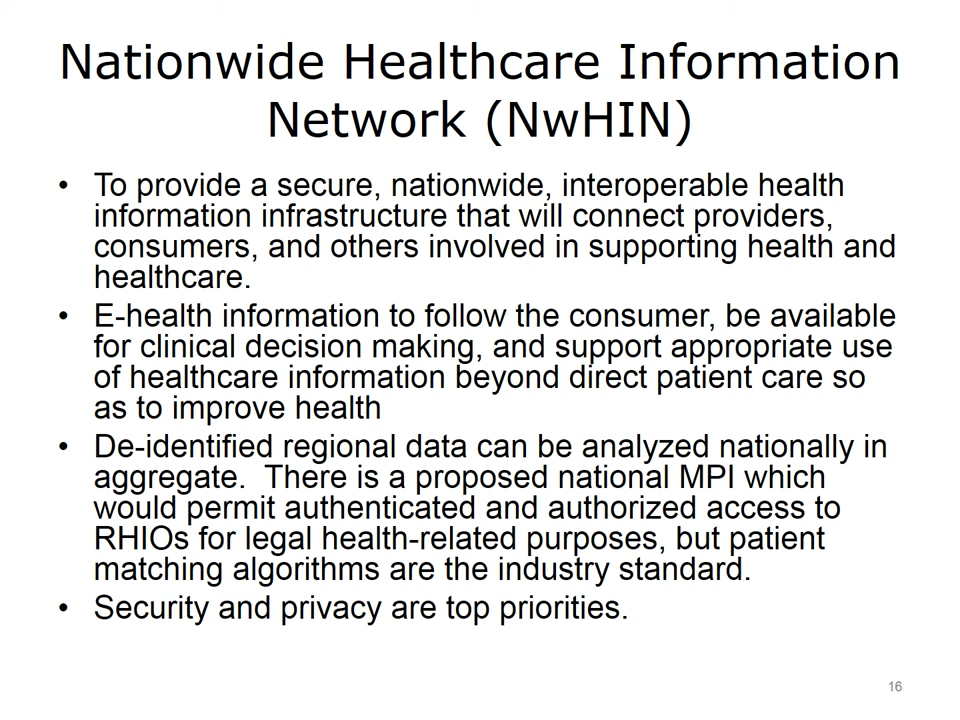 Nationwide Healthcare Information
Network (NwHIN)
• To provide a secure, nationwide, interoperable health
information infrastructure that will connect providers,
consumers, and others involved in supporting health and
healthcare.
• E-health information to follow the consumer, be available
for clinical decision making, and support appropriate use
of healthcare information beyond direct patient care so
as to improve health
• De-identified regional data can be analyzed nationally in
aggregate.  There is a proposed national MPI which
would permit authenticated and authorized access to
RHIOs for legal health-related purposes, but patient
matching algorithms are the industry standard.
• Security and privacy are top priorities.
16